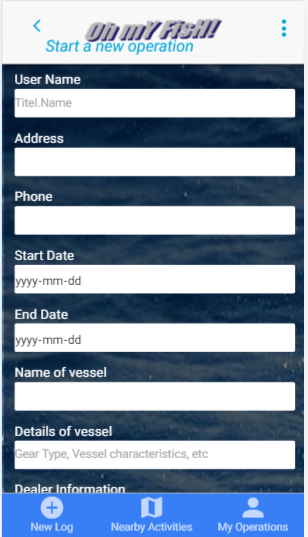 Oh mY FisH!
Start a new operation
User Name
Titel.Name
Address
Phone
Start Date
yyyy-mm-dd
End Date
yyyy-mm-dd
Name of vessel
Details of vessel
Gear Type, Vessel characteristics, etc
Dealer Information
New Log
Nearby Activities
My Operations